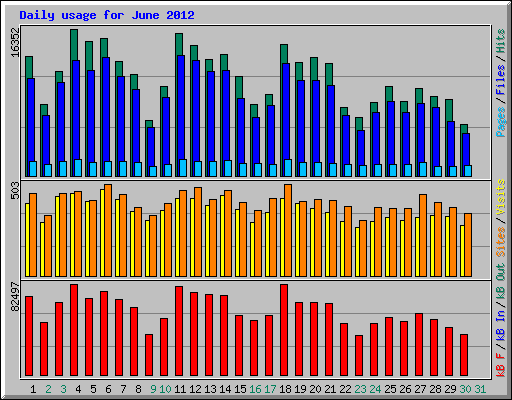 Daily usage for June 2012
16352
Pages / Files / Hits
503
Sites / Visits
82497
kB F / kB In / kB Out
1 2 3 4 5 6 7 8 9 10 11 12 13 14 15 16 17 18 19 20 21 22 23 24 25 26 27 28 29 30 31